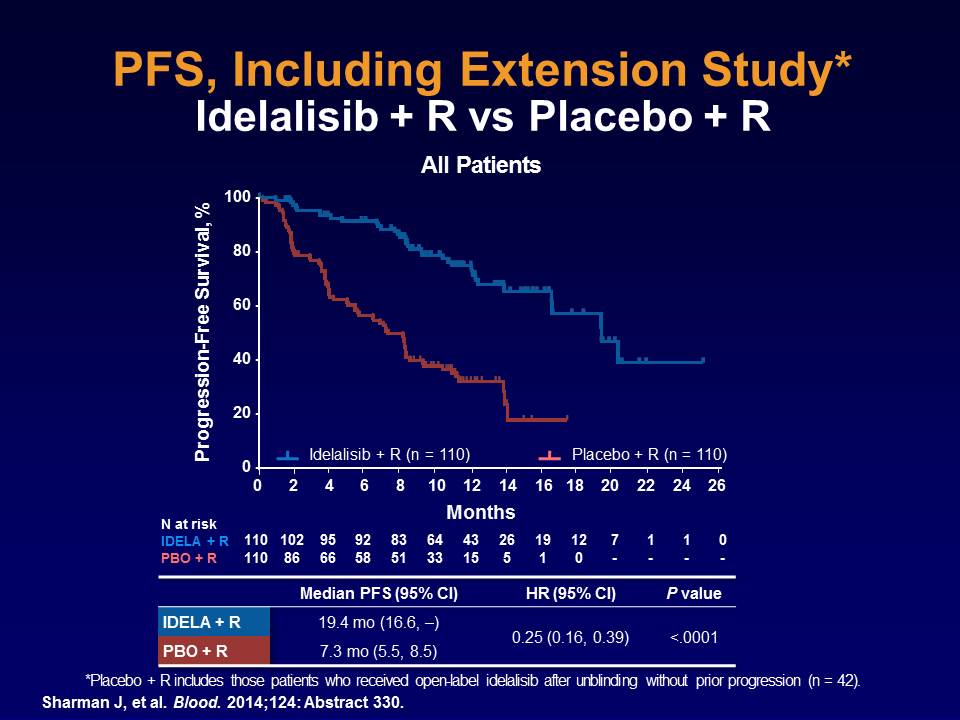 PFS, Including Extension Study*
Idelalisib + R vs Placebo + R
All Patients
Progression-Free Survival, %
100
80
60
40
20
0
Idelalisib + R (n = 110)
Placebo + R (n = 110)
0 2 4 6 8 10 12 14 16 18 20 22 24 26
Months
N at risk
IDELA + R 110 102 95 92 83 64 43 26 19 12 7 1 1 0
PBO + R 110 86 66 58 51 33 15 5 1 0 - - - -
Median PFS (95% CI) HR (95% CI) P value
IDELA + R 19.4 mo (16.6, –)
0.25 (0.16, 0.39) <.0001
PBO + R 7.3 mo (5.5, 8.5)
*Placebo + R includes those patients who received open-label idelalisib after unblinding without prior progression (n = 42).
Sharman J, et al. Blood. 2014;124: Abstract 330.